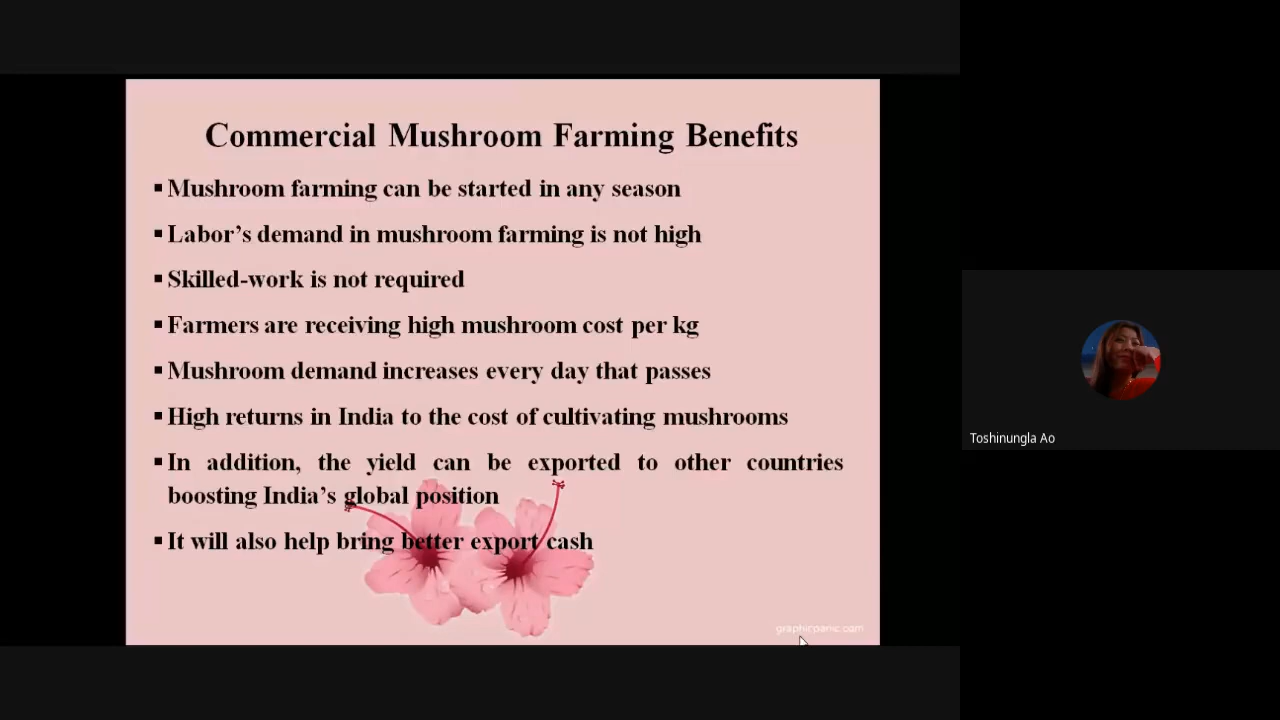 Commercial Mushroom Farming Benefits
▪ Mushroom farming can be started in any season
▪ Labor's demand in mushroom farming is not high
▪ Skilled-work is not required
▪ Farmers are receiving high mushroom cost per kg
▪ Mushroom demand increases every day that passes
▪ High returns in India to the cost of cultivating mushrooms
▪ In addition, the yield can be exported to other countries
boosting India's global position
▪ It will also help bring better export cash
graphicpanic.com
Toshinungla Ao